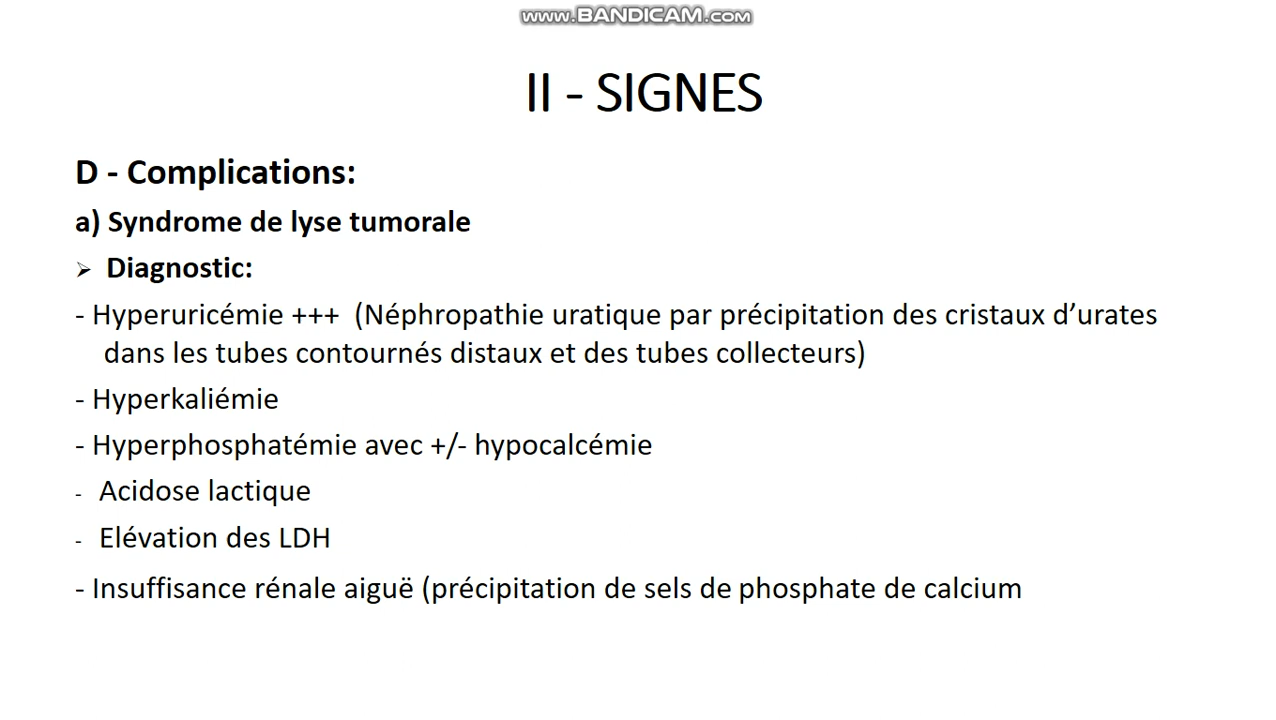 www.BANDICAM.com
II - SIGNES
D - Complications:
a) Syndrome de lyse tumorale
➢ Diagnostic:
- Hyperuricémie +++ (Néphropathie uratique par précipitation des cristaux d’urates
dans les tubes contournés distaux et des tubes collecteurs)
- Hyperkaliémie
- Hyperphosphatémie avec +/- hypocalcémie
- Acidose lactique
- Elévation des LDH
- Insuffisance rénale aiguë (précipitation de sels de phosphate de calcium